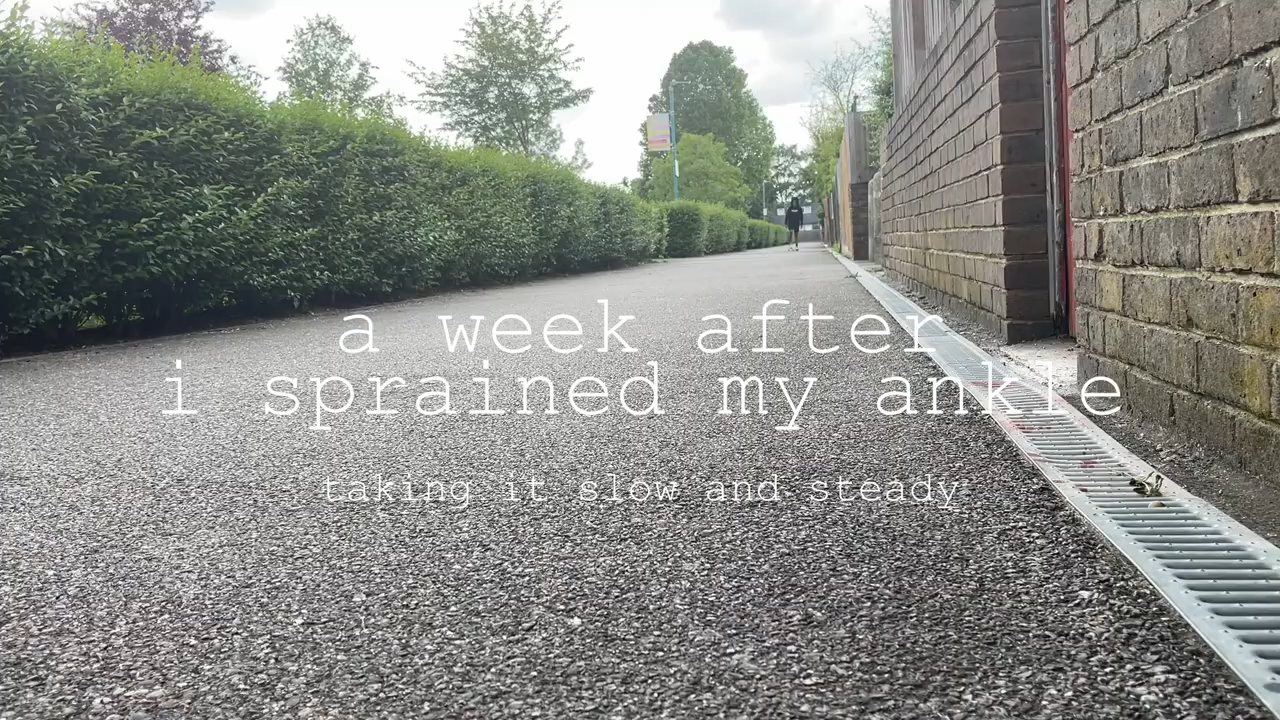 a week after
i sprained my ankle
taking it slow and steady